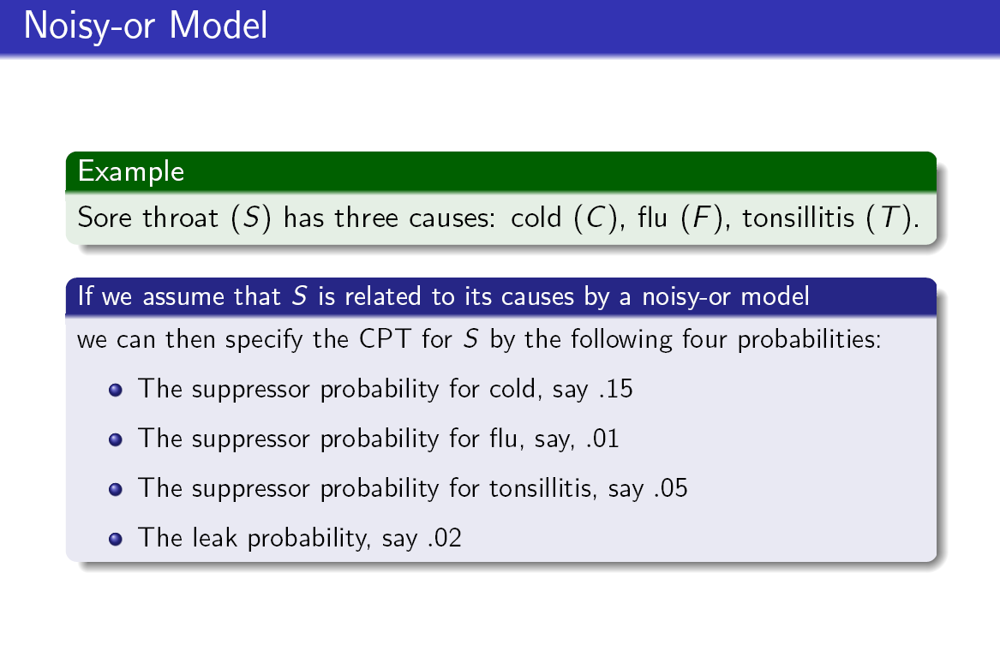 Noisy-or Model
Example
Sore throat (S) has three causes: cold (C), flu (F), tonsillitis (T).
If we assume that S is related to its causes by a noisy-or model
we can then specify the CPT for S by the following four probabilities:
The suppressor probability for cold, say .15
The suppressor probability for flu, say, .01
The suppressor probability for tonsillitis, say .05
The leak probability, say .02